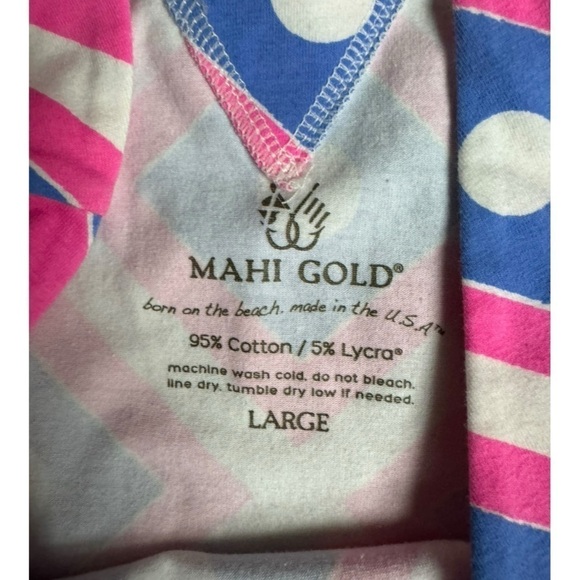 MAHI GOLD®
born on the beach. made in the U.S.A™
95% Cotton / 5% Lycra®
machine wash cold. do not bleach.
line dry. tumble dry low if needed.
LARGE